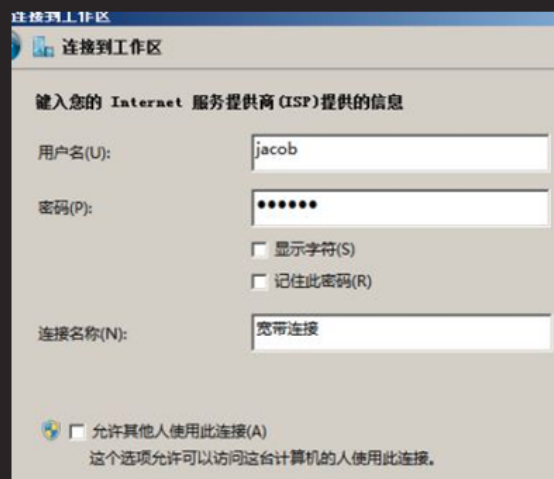 连接到工作区
连接到工作区
键入您的 Internet 服务提供商(ISP)提供的信息
用户名(U):
jacob
密码(P):
●●●●●●
显示字符(S)
记住此密码(R)
连接名称(N):
宽带连接
允许其他人使用此连接(A)
这个选项允许可以访问这台计算机的人使用此连接。